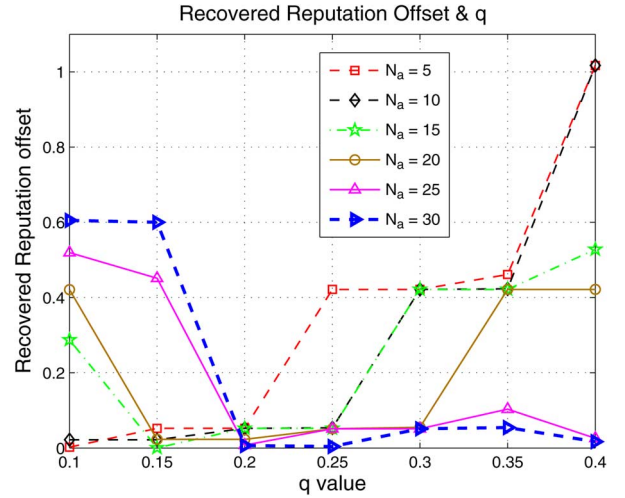 Recovered Reputation Offset & q
1
0.8
0.6
0.4
0.2
0
Recovered Reputation offset
N_a = 5
N_a = 10
N_a = 15
N_a = 20
N_a = 25
N_a = 30
0.1 0.15 0.2 0.25 0.3 0.35 0.4
q value